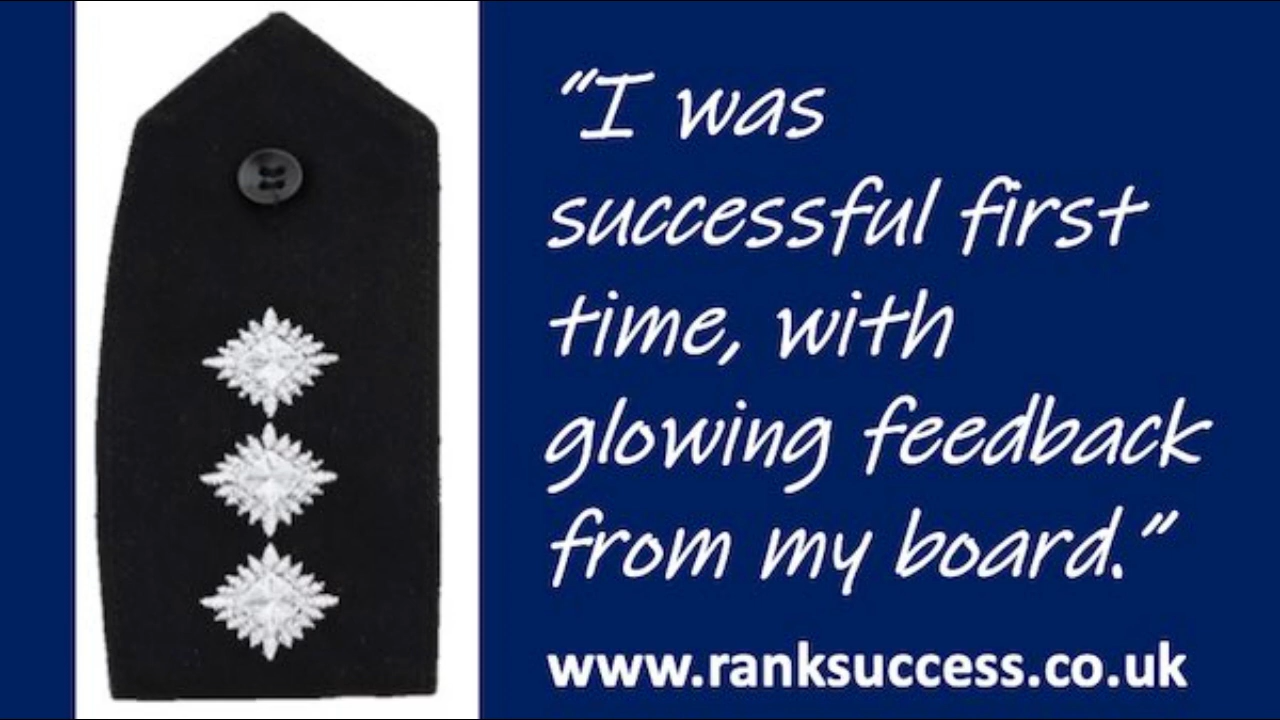 “I was
successful first
time, with
glowing feedback
from my board.”
www.ranksuccess.co.uk